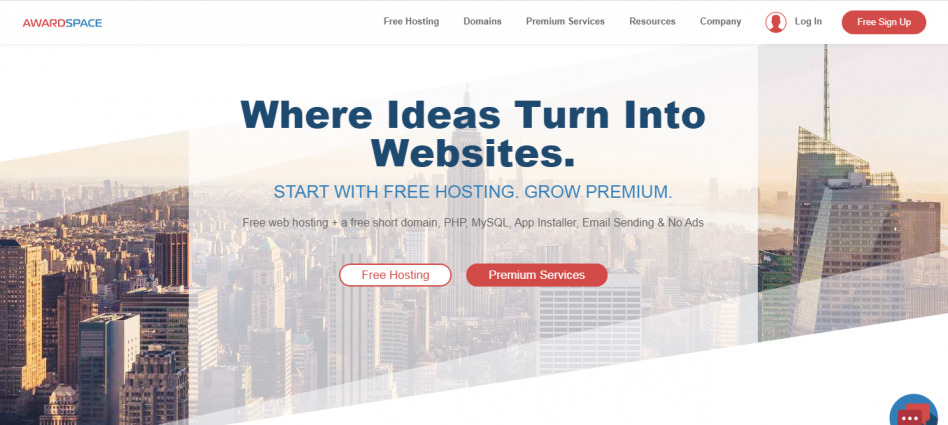 AWARDSPACE
Free Hosting
Domains
Premium Services
Resources
Company
Log In
Free Sign Up
Where Ideas Turn Into
Websites.
START WITH FREE HOSTING. GROW PREMIUM.
Free web hosting + a free short domain, PHP, MySQL, App Installer, Email Sending & No Ads
Free Hosting
Premium Services